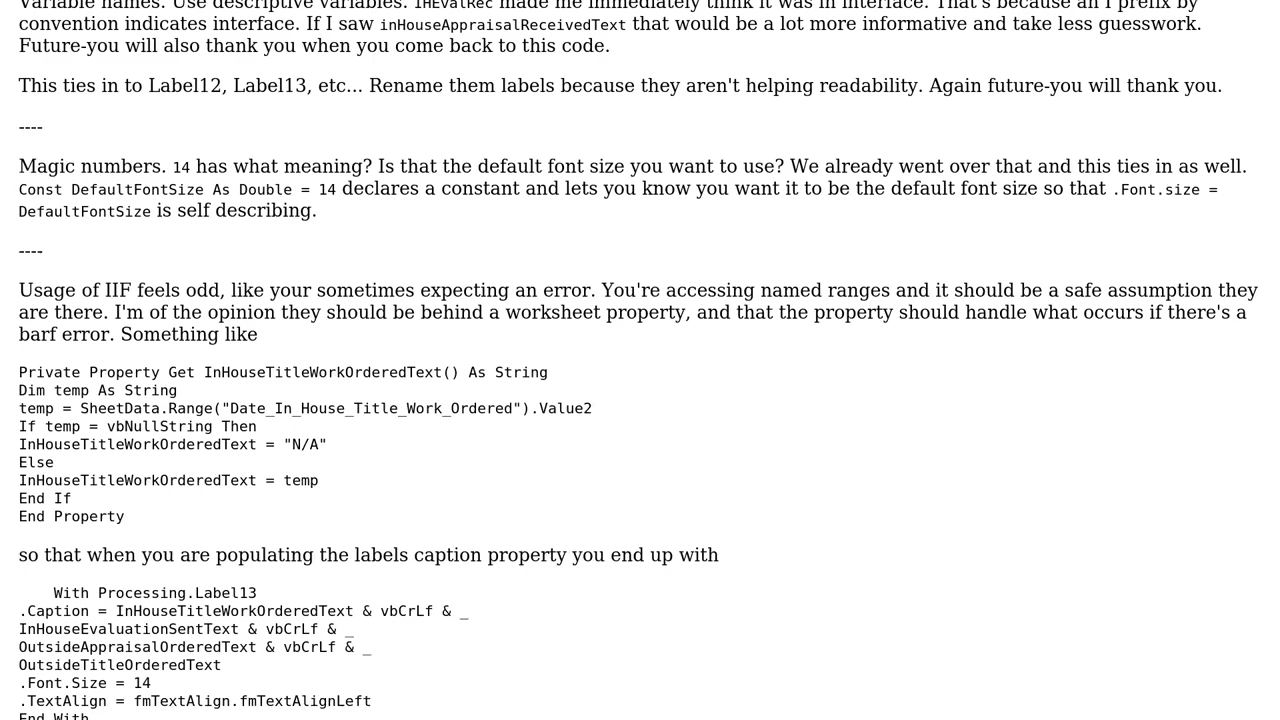 Variable names. Use descriptive variables. IHEvalRec made me immediately think it was in interface. That's because an I prefix by
convention indicates interface. If I saw inHouseAppraisalReceivedText that would be a lot more informative and take less guesswork.
Future-you will also thank you when you come back to this code.
This ties in to Label12, Label13, etc... Rename them labels because they aren't helping readability. Again future-you will thank you.
----
Magic numbers. 14 has what meaning? Is that the default font size you want to use? We already went over that and this ties in as well.
Const DefaultFontSize As Double = 14 declares a constant and lets you know you want it to be the default font size so that .Font.size =
DefaultFontSize is self describing.
----
Usage of IIF feels odd, like your sometimes expecting an error. You're accessing named ranges and it should be a safe assumption they
are there. I'm of the opinion they should be behind a worksheet property, and that the property should handle what occurs if there's a
barf error. Something like
Private Property Get InHouseTitleWorkOrderedText() As String
Dim temp As String
temp = SheetData.Range("Date_In_House_Title_Work_Ordered").Value2
If temp = vbNullString Then
InHouseTitleWorkOrderedText = "N/A"
Else
InHouseTitleWorkOrderedText = temp
End If
End Property
so that when you are populating the labels caption property you end up with
With Processing.Label13
.Caption = InHouseTitleWorkOrderedText & vbCrLf & _
InHouseEvaluationSentText & vbCrLf & _
OutsideAppraisalOrderedText & vbCrLf & _
OutsideTitleOrderedText
.Font.Size = 14
.TextAlign = fmTextAlign.fmTextAlignLeft
End With